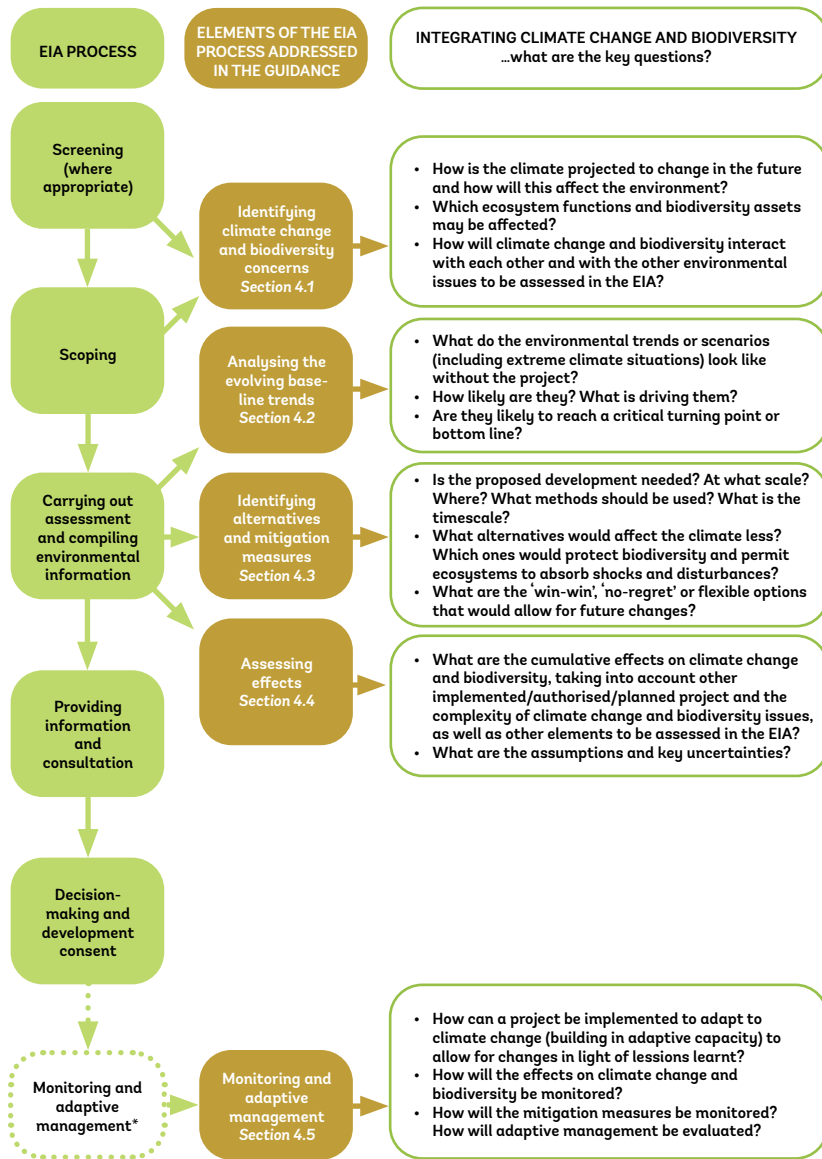 EIA PROCESS
ELEMENTS OF THE EIA
PROCESS ADDRESSED
IN THE GUIDANCE
INTEGRATING CLIMATE CHANGE AND BIODIVERSITY
...what are the key questions?
Screening
(where
appropriate)
Identifying
climate change
and biodiversity
concerns
Section 4.1
• How is the climate projected to change in the future
and how will this affect the environment?
• Which ecosystem functions and biodiversity assets
may be affected?
• How will climate change and biodiversity interact
with each other and with the other environmental
issues to be assessed in the EIA?
Scoping
Analysing the
evolving base-
line trends
Section 4.2
• What do the environmental trends or scenarios
(including extreme climate situations) look like
without the project?
• How likely are they? What is driving them?
• Are they likely to reach a critical turning point or
bottom line?
Carrying out
assessment
and compiling
environmental
information
Identifying
alternatives
and mitigation
measures
Section 4.3
• Is the proposed development needed? At what scale?
Where? What methods should be used? What is the
timescale?
• What alternatives would affect the climate less?
Which ones would protect biodiversity and permit
ecosystems to absorb shocks and disturbances?
• What are the ‘win-win’, ‘no-regret’ or flexible options
that would allow for future changes?
Assessing
effects
Section 4.4
• What are the cumulative effects on climate change
and biodiversity, taking into account other
implemented/authorised/planned project and the
complexity of climate change and biodiversity issues,
as well as other elements to be assessed in the EIA?
• What are the assumptions and key uncertainties?
Providing
information
and
consultation
Decision-
making and
development
consent
Monitoring and
adaptive
management*
Monitoring and
adaptive
management
Section 4.5
• How can a project be implemented to adapt to
climate change (building in adaptive capacity) to
allow for changes in light of lessons learnt?
• How will the effects on climate change and
biodiversity be monitored?
• How will the mitigation measures be monitored?
How will adaptive management be evaluated?